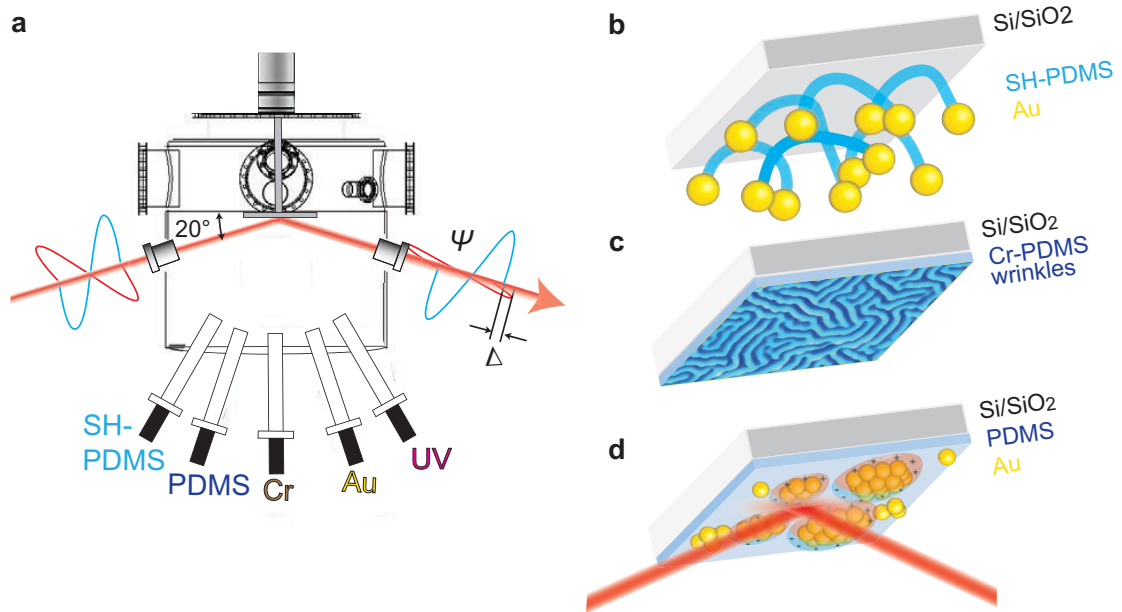 a
20°
Ψ
Δ
SH-
PDMS
PDMS
Cr
Au
UV
b
Si/SiO2
SH-PDMS
Au
c
Si/SiO2
Cr-PDMS
wrinkles
d
Si/SiO2
PDMS
Au